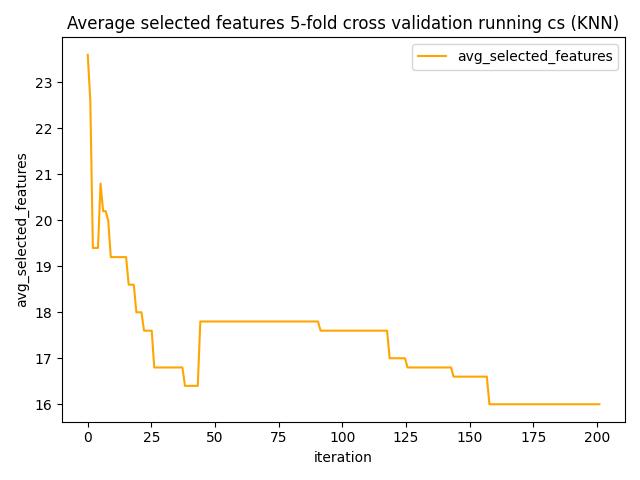 Average selected features 5-fold cross validation running cs (KNN)
avg_selected_features
avg_selected_features
23
22
21
20
19
18
17
16
0 25 50 75 100 125 150 175 200
iteration